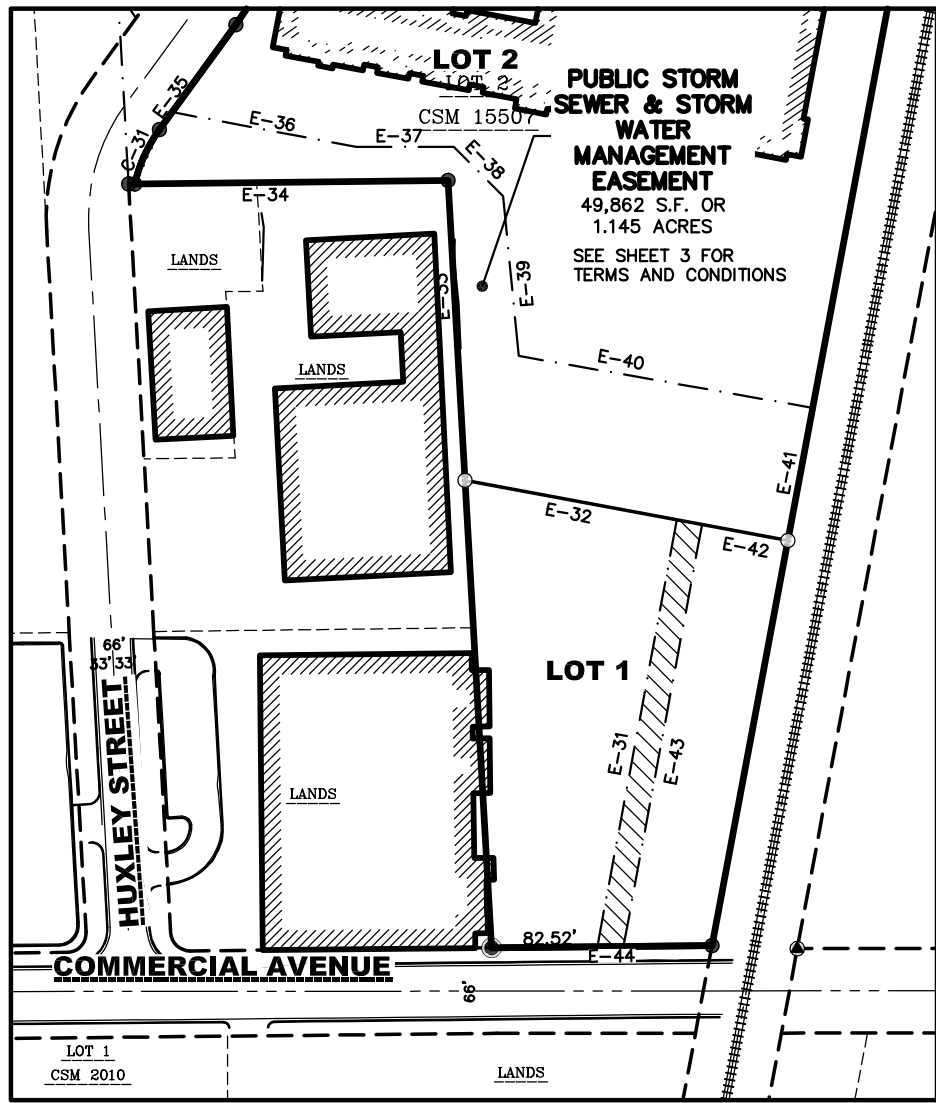 LOT 2
LOT 2
CSM 15507
PUBLIC STORM
SEWER & STORM
WATER
MANAGEMENT
EASEMENT
49,862 S.F. OR
1.145 ACRES
SEE SHEET 3 FOR
TERMS AND CONDITIONS
E-35
C-31
E-36
E-37
E-38
E-34
LANDS
E-33
E-39
LANDS
E-40
E-41
E-32
E-42
66'
33' 33'
HUXLEY STREET
LOT 1
E-31
E-43
LANDS
82.52'
E-44
COMMERCIAL AVENUE
66'
LOT 1
CSM 2010
LANDS